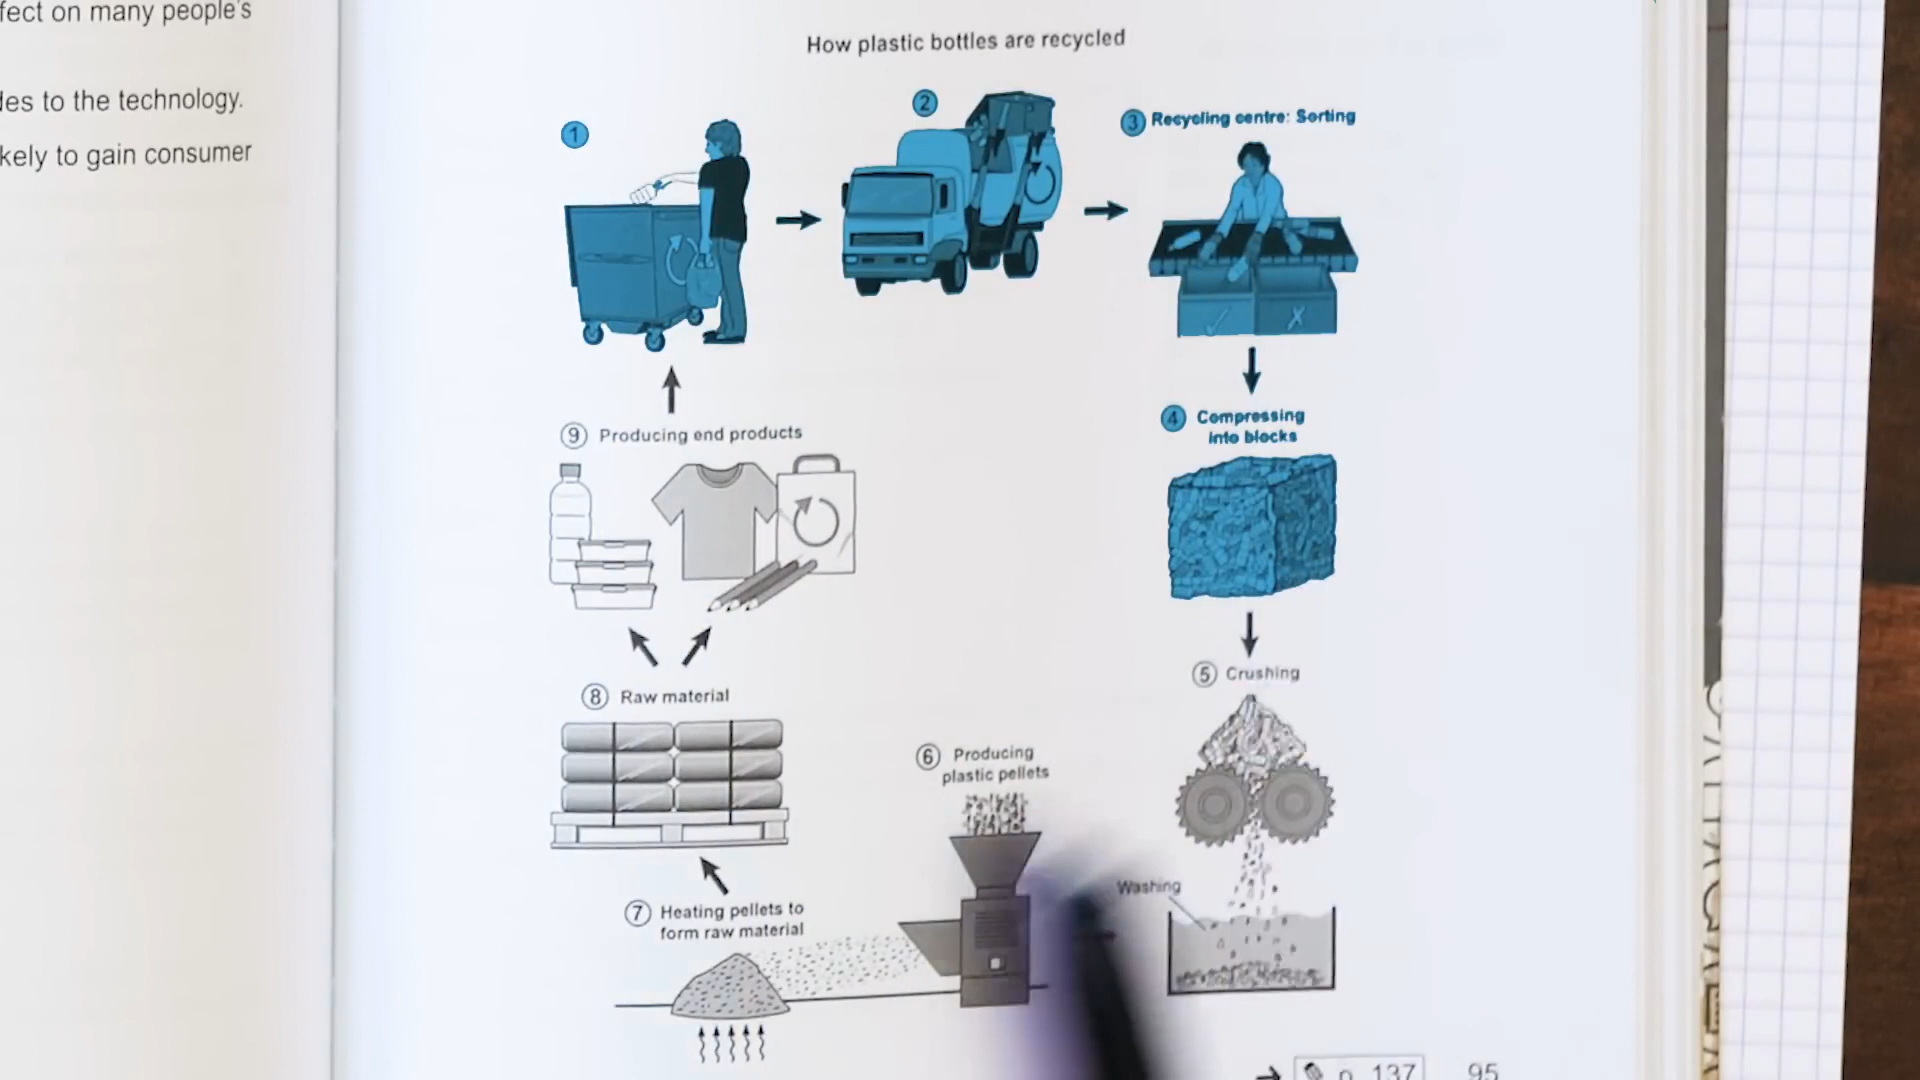 fect on many people's
les to the technology.
kely to gain consumer
How plastic bottles are recycled
1
2
3 Recycling centre: Sorting
4 Compressing
into blocks
5 Crushing
Washing
6 Producing
plastic pellets
7 Heating pellets to
form raw material
8 Raw material
9 Producing end products
p. 137
95